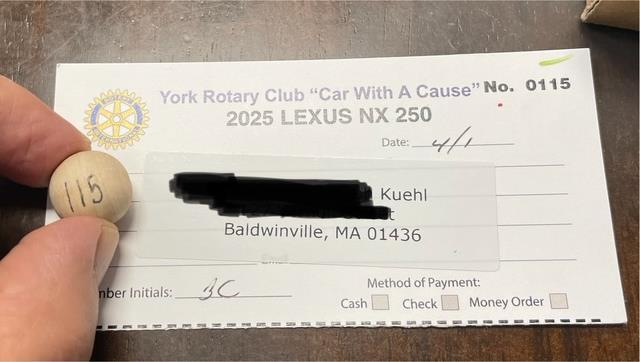 York Rotary Club "Car With A Cause" No. 0115
2025 LEXUS NX 250
Date: 4/1
115
Kuehl
t
Baldwinville, MA 01436
mber Initials:
Method of Payment:
Cash Check Money Order